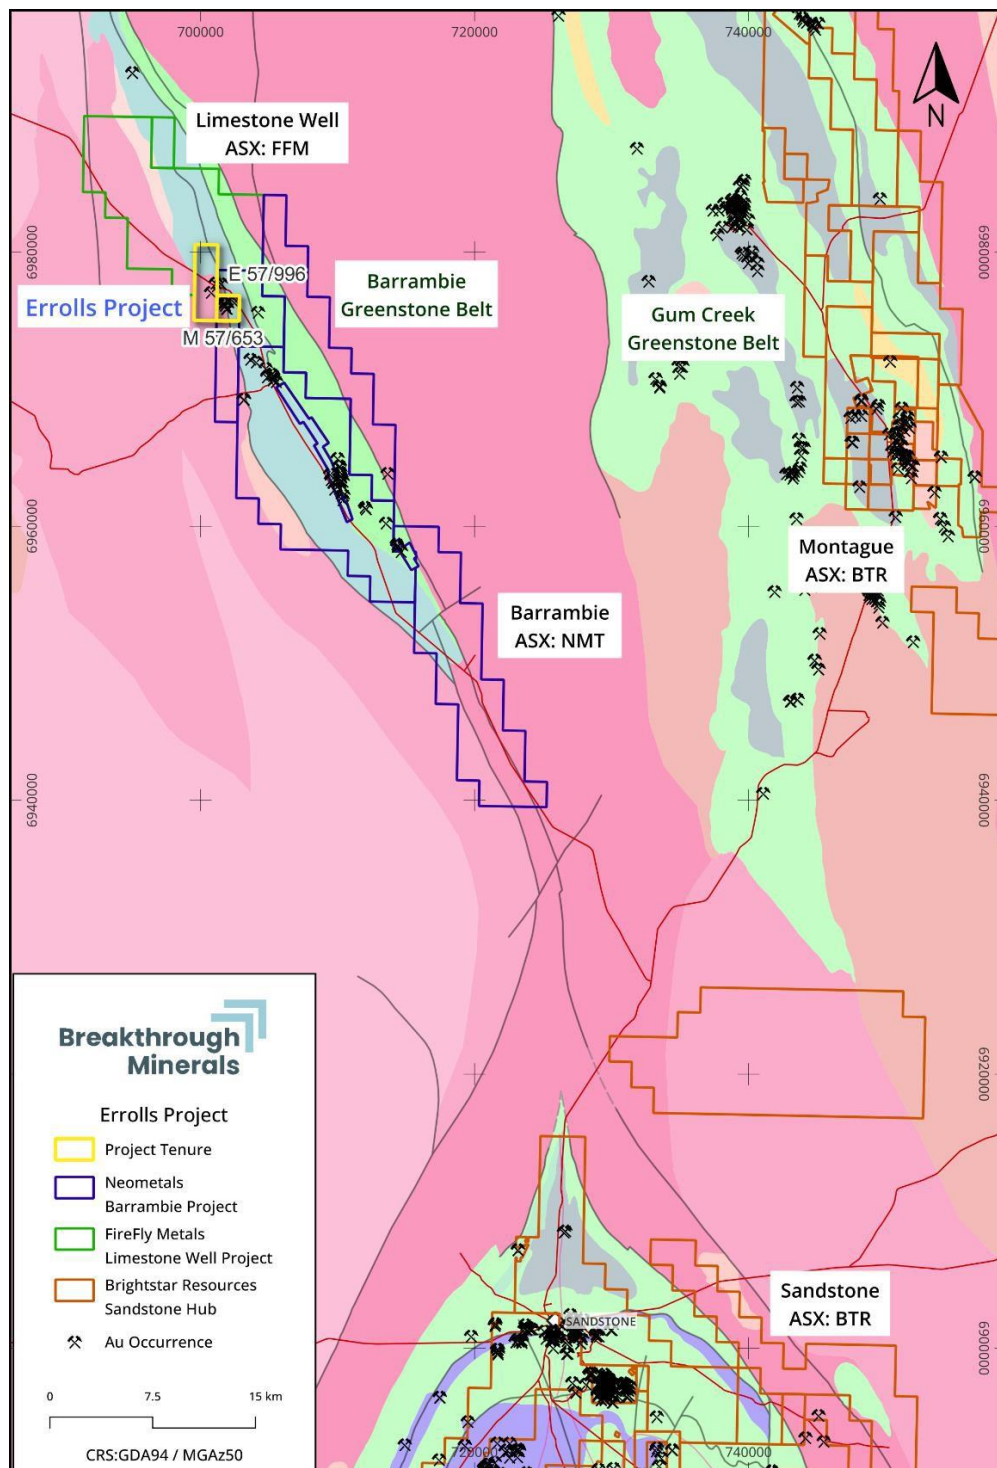 700000
720000
740000
N
Limestone Well
ASX: FFM
6980000
6980000
E 57/996
Barrambie
Greenstone Belt
Errolls Project
Gum Creek
Greenstone Belt
M 57/653
6960000
6960000
Montague
ASX: BTR
Barrambie
ASX: NMT
6940000
6940000
Breakthrough
Minerals
Errolls Project
Project Tenure
Neometals
Barrambie Project
FireFly Metals
Limestone Well Project
Brightstar Resources
Sandstone Hub
Au Occurrence
0 7.5 15 km
CRS:GDA94 / MGAz50
6920000
Sandstone
ASX: BTR
SANDSTONE
6900000
720000
740000